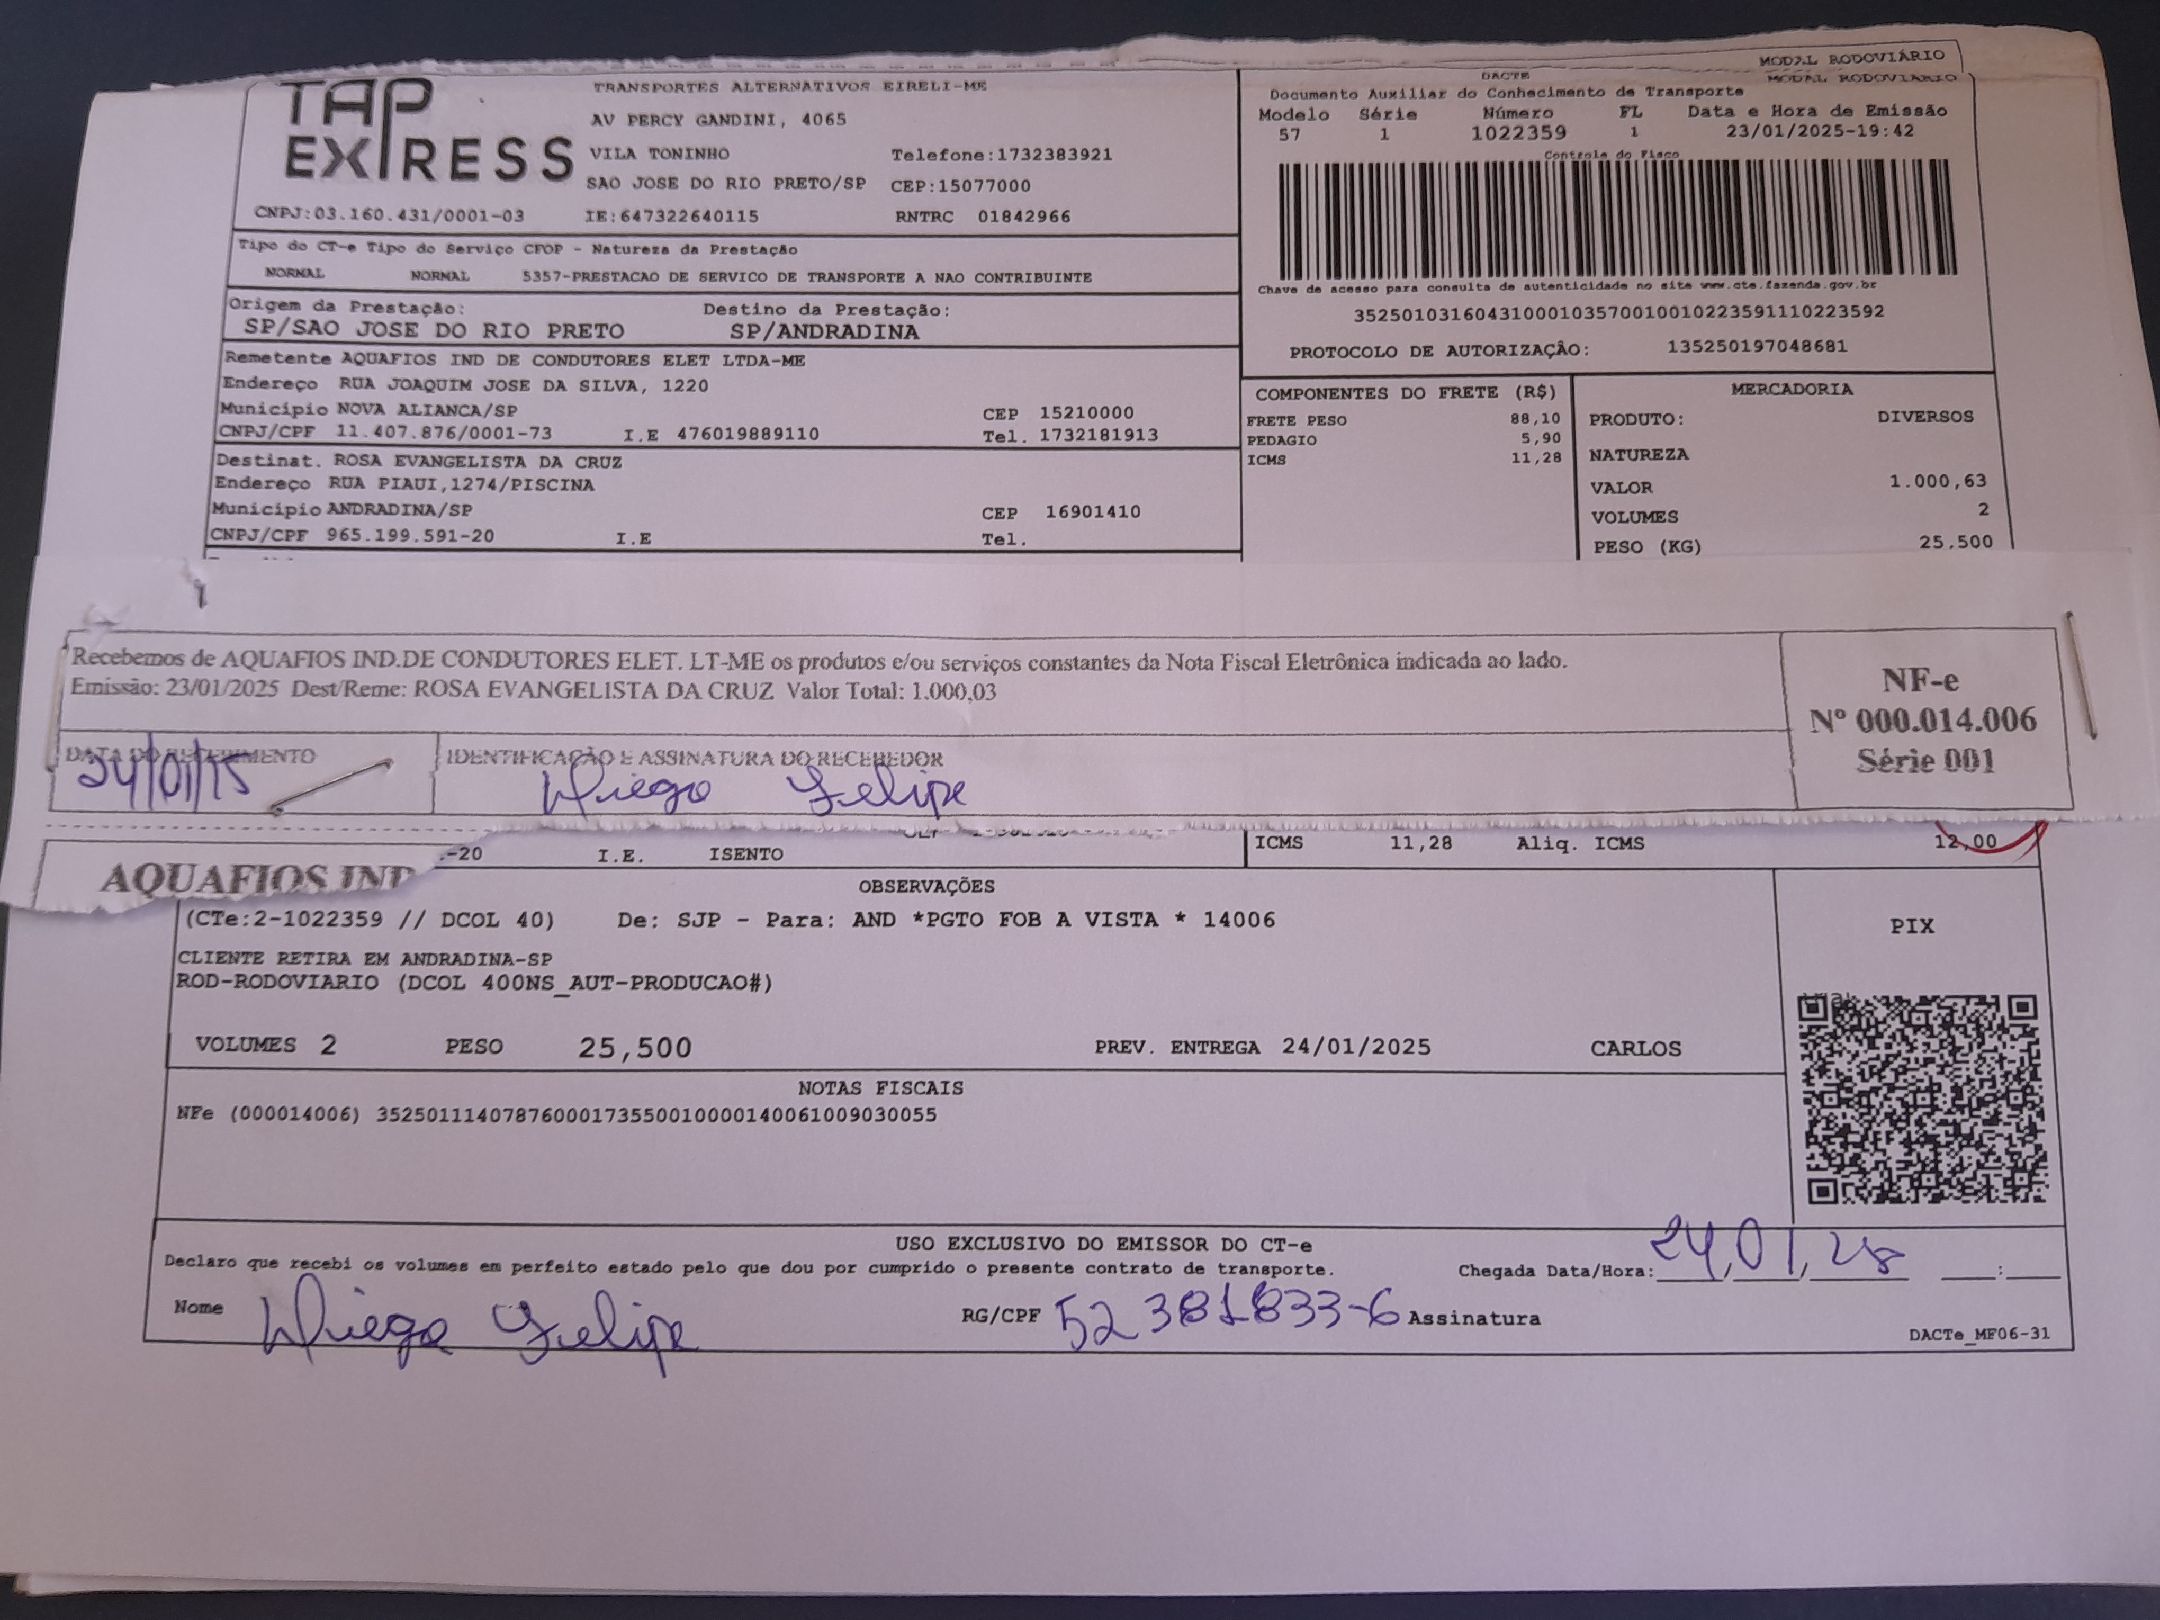 MODAL RODOVIÁRIO
MODAL RODOVIARIO
TAP EXPRESS
TRANSPORTES ALTERNATIVOS EIRELI-ME
AV PERCY GANDINI, 4065
VILA TONINHO Telefone:1732383921
SAO JOSE DO RIO PRETO/SP CEP:15077000
CNPJ:03.160.431/0001-03 IE:647322640115 RNTRC 01842966
DACTE
Documento Auxiliar do Conhecimento de Transporte
Modelo Série Número FL Data e Hora de Emissão
57 1 1022359 1 23/01/2025-19:42
Controle do Fisco
Chave de acesso para consulta de autenticidade no site www.cte.fazenda.gov.br
35250103160431000103570010010223591110223592
PROTOCOLO DE AUTORIZAÇÂO: 135250197048681
Tipo do CT-e Tipo do Serviço CFOP - Natureza da Prestação
NORMAL NORMAL 5357-PRESTACAO DE SERVICO DE TRANSPORTE A NAO CONTRIBUINTE
Origem da Prestação: Destino da Prestação:
SP/SAO JOSE DO RIO PRETO SP/ANDRADINA
Remetente AQUAFIOS IND DE CONDUTORES ELET LTDA-ME
Endereço RUA JOAQUIM JOSE DA SILVA, 1220
Município NOVA ALIANCA/SP CEP 15210000
CNPJ/CPF 11.407.876/0001-73 I.E 476019889110 Tel. 1732181913
Destinat. ROSA EVANGELISTA DA CRUZ
Endereço RUA PIAUI,1274/PISCINA
Município ANDRADINA/SP CEP 16901410
CNPJ/CPF 965.199.591-20 I.E Tel.
COMPONENTES DO FRETE (R$)
FRETE PESO 88,10
PEDAGIO 5,90
ICMS 11,28
MERCADORIA
PRODUTO: DIVERSOS
NATUREZA
VALOR 1.000,63
VOLUMES 2
PESO (KG) 25,500
Recebemos de AQUAFIOS IND.DE CONDUTORES ELET. LT-ME os produtos e/ou serviços constantes da Nota Fiscal Eletrônica indicada ao lado.
Emissão: 23/01/2025 Dest/Reme: ROSA EVANGELISTA DA CRUZ Valor Total: 1.000,03
NF-e
Nº 000.014.006
Série 001
DATA DO RECEBIMENTO IDENTIFICAÇÃO E ASSINATURA DO RECEBEDOR
Diego Felipe
-20 I.E. ISENTO
ICMS 11,28 Aliq. ICMS 12,00
AQUAFIOS IND
OBSERVAÇÕES
(CTe:2-1022359 // DCOL 40) De: SJP - Para: AND *PGTO FOB A VISTA * 14006
CLIENTE RETIRA EM ANDRADINA-SP
ROD-RODOVIARIO (DCOL 400NS_AUT-PRODUCAO#)
PIX
VOLUMES 2 PESO 25,500 PREV. ENTREGA 24/01/2025 CARLOS
NOTAS FISCAIS
NFe (000014006) 35250111407876000173550010000140061009030055
USO EXCLUSIVO DO EMISSOR DO CT-e
Declaro que recebi os volumes em perfeito estado pelo que dou por cumprido o presente contrato de transporte. Chegada Data/Hora: 24,01,
Nome Diego Felipe RG/CPF 52 381833-6 Assinatura
DACTe_MF06-31